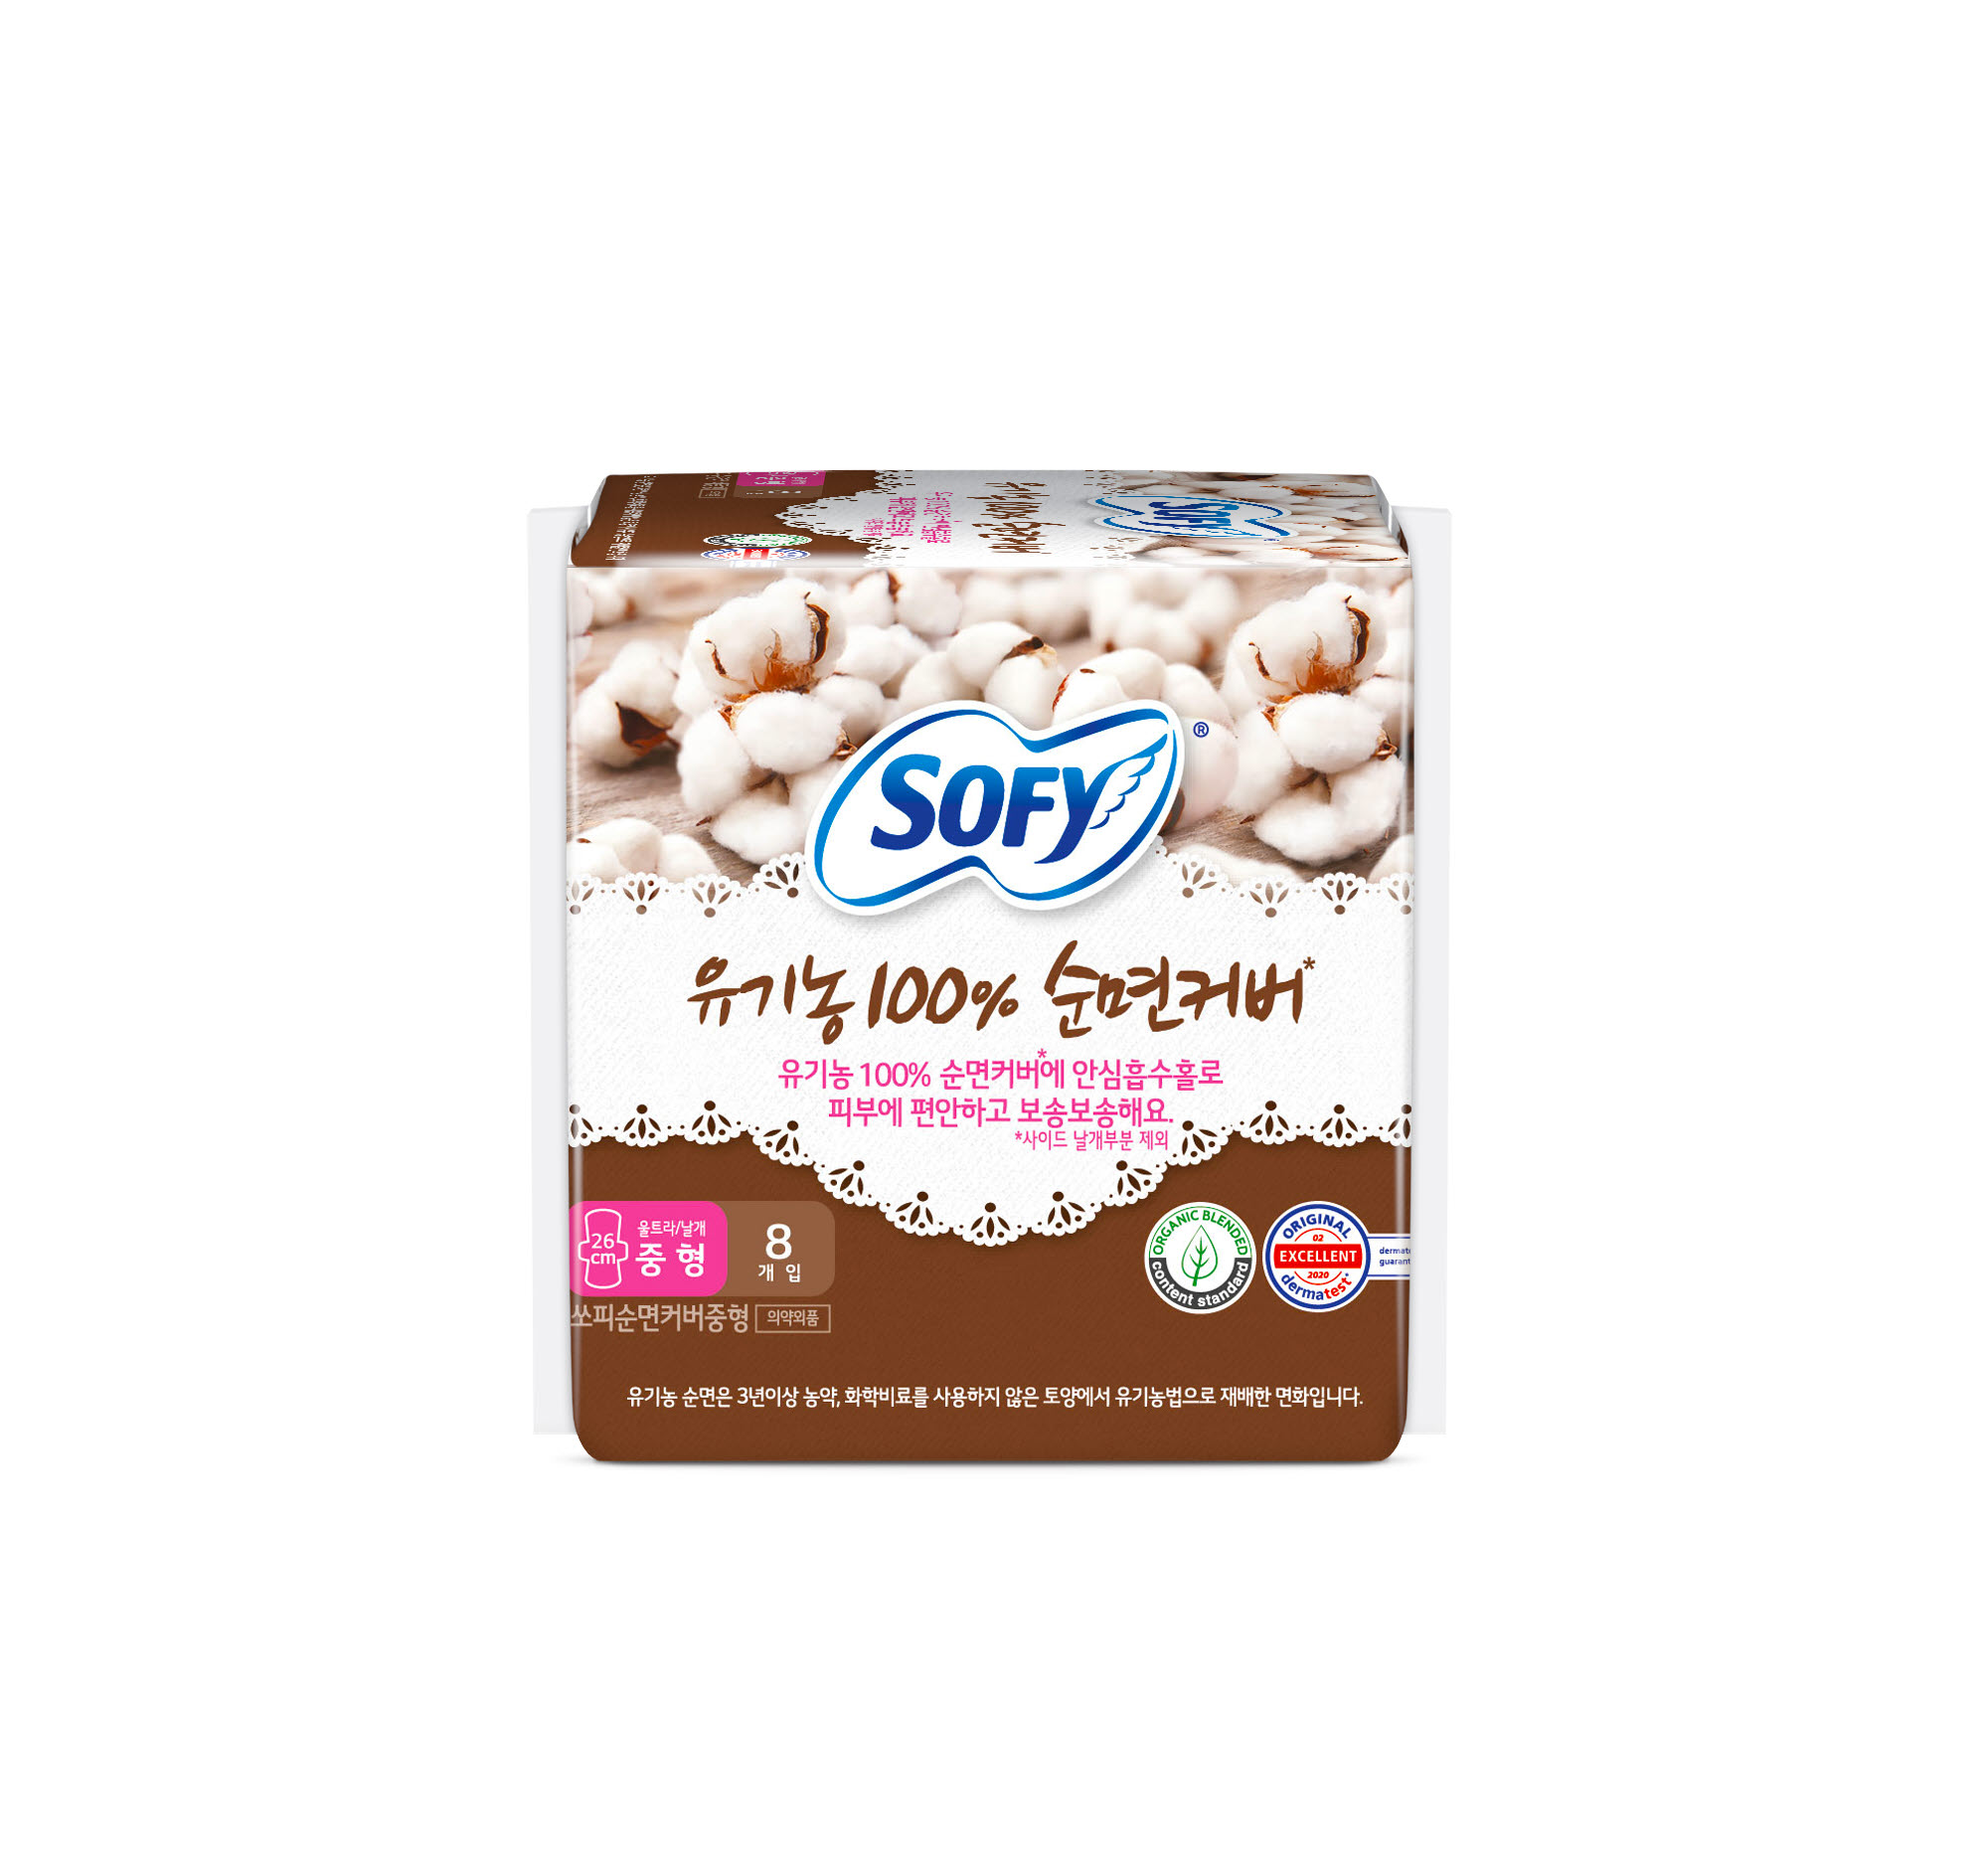 SOFY ®
유기농 100% 순면커버*
유기농 100% 순면커버*에 안심흡수홀로
피부에 편안하고 보송보송해요.
*사이드 날개부분 제외
26
cm
울트라/날개
중형
8
개입
쏘피순면커버중형
의약외품
ORGANIC BLENDED
content standard
ORIGINAL
02
EXCELLENT
2020
dermatest®
유기농 순면은 3년이상 농약, 화학비료를 사용하지 않은 토양에서 유기농법으로 재배한 면화입니다.
SOFY